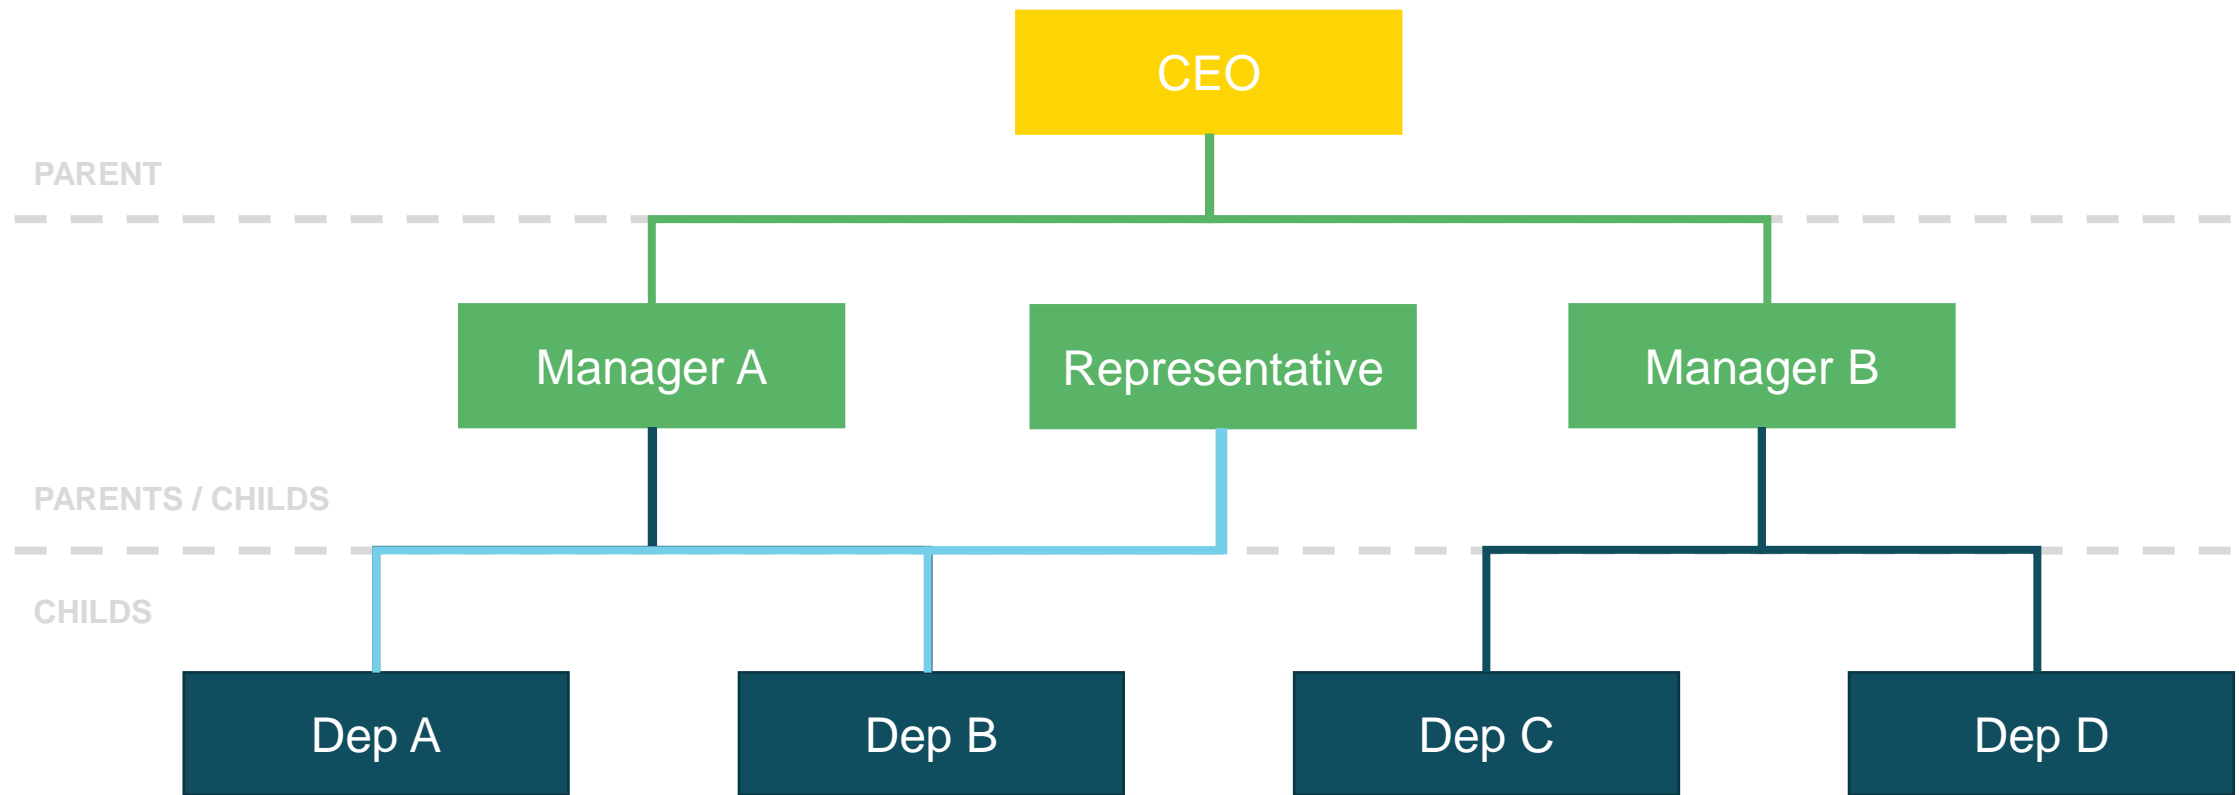 CEO
PARENT
Manager A
Representative
Manager B
PARENTS / CHILDS
CHILDS
Dep A
Dep B
Dep C
Dep D